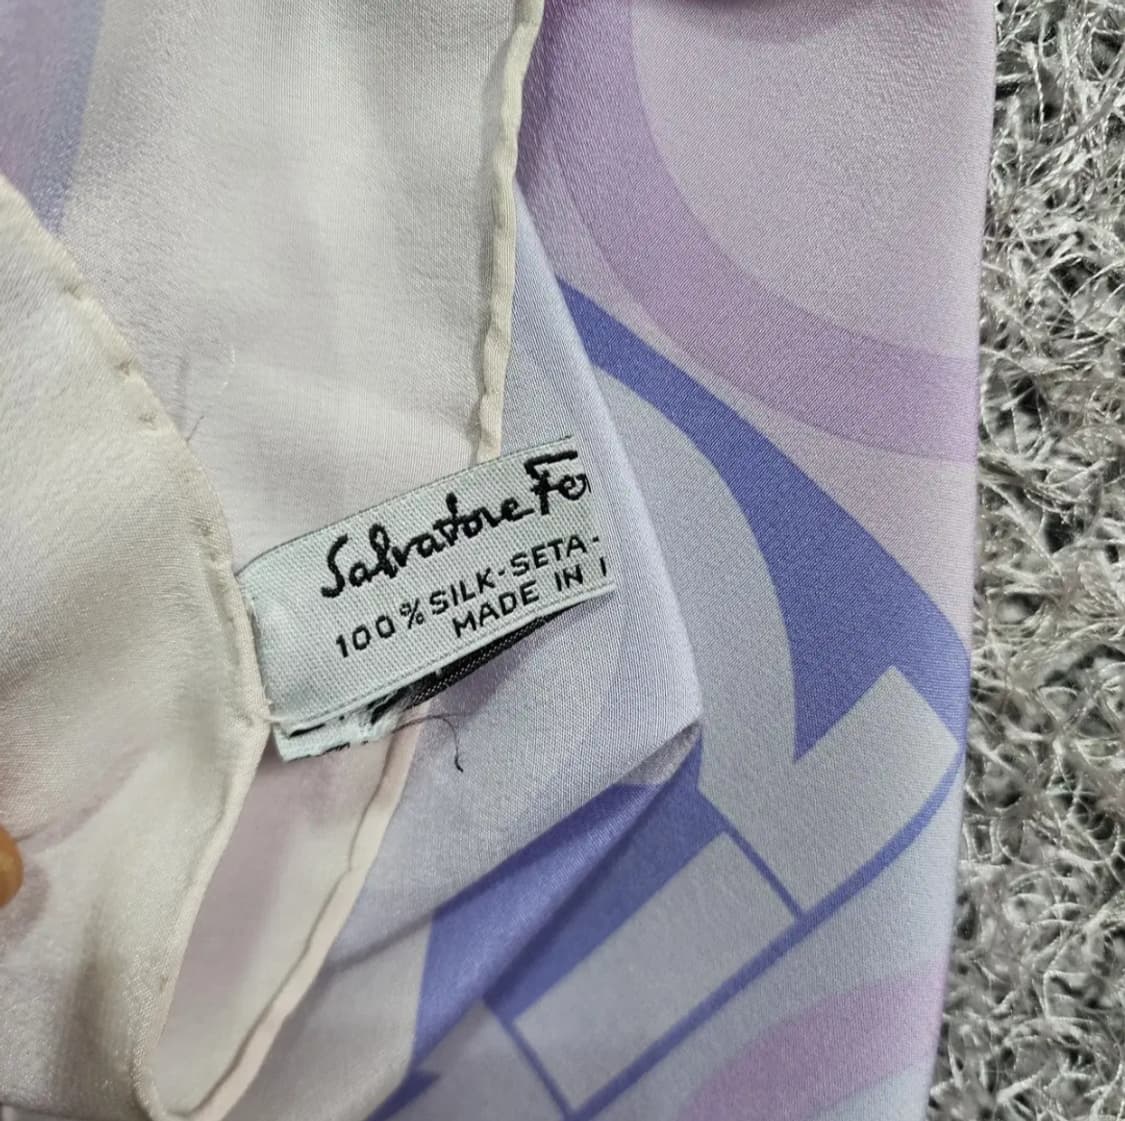 Salvatore Fe
100% SILK-SETA-
MADE IN